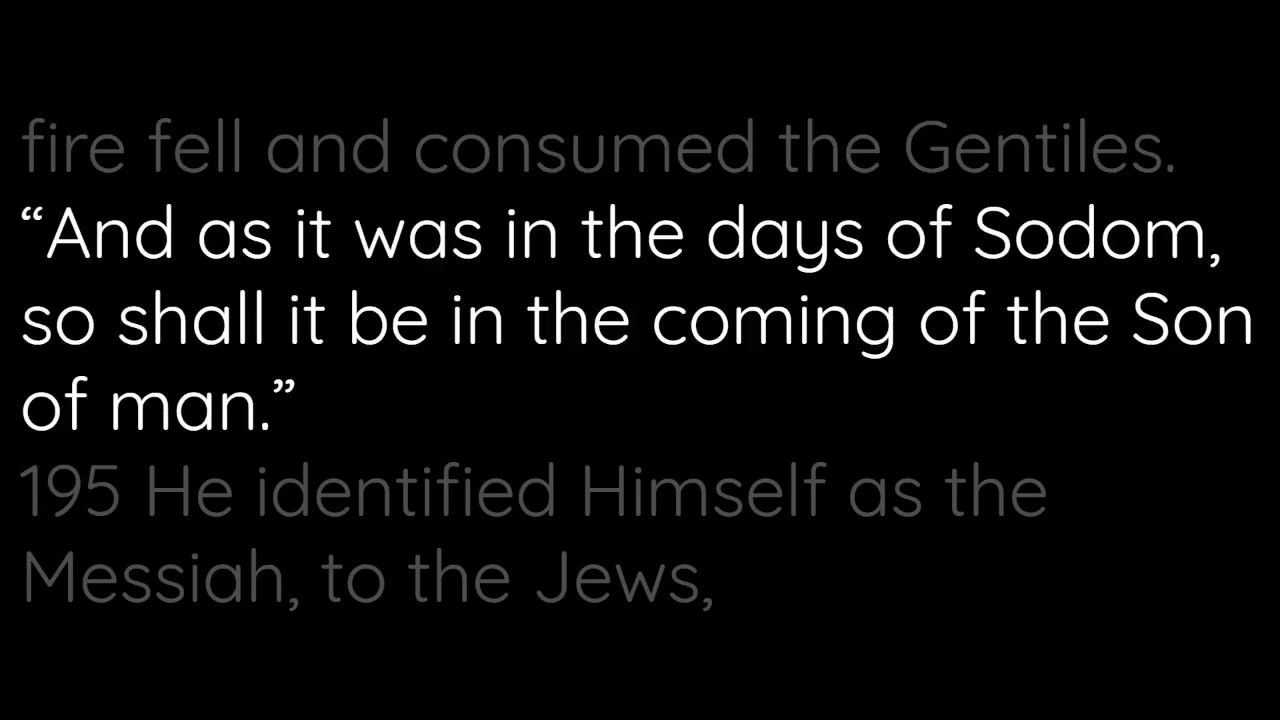 fire fell and consumed the Gentiles.
“And as it was in the days of Sodom,
so shall it be in the coming of the Son
of man.”
195 He identified Himself as the
Messiah, to the Jews,